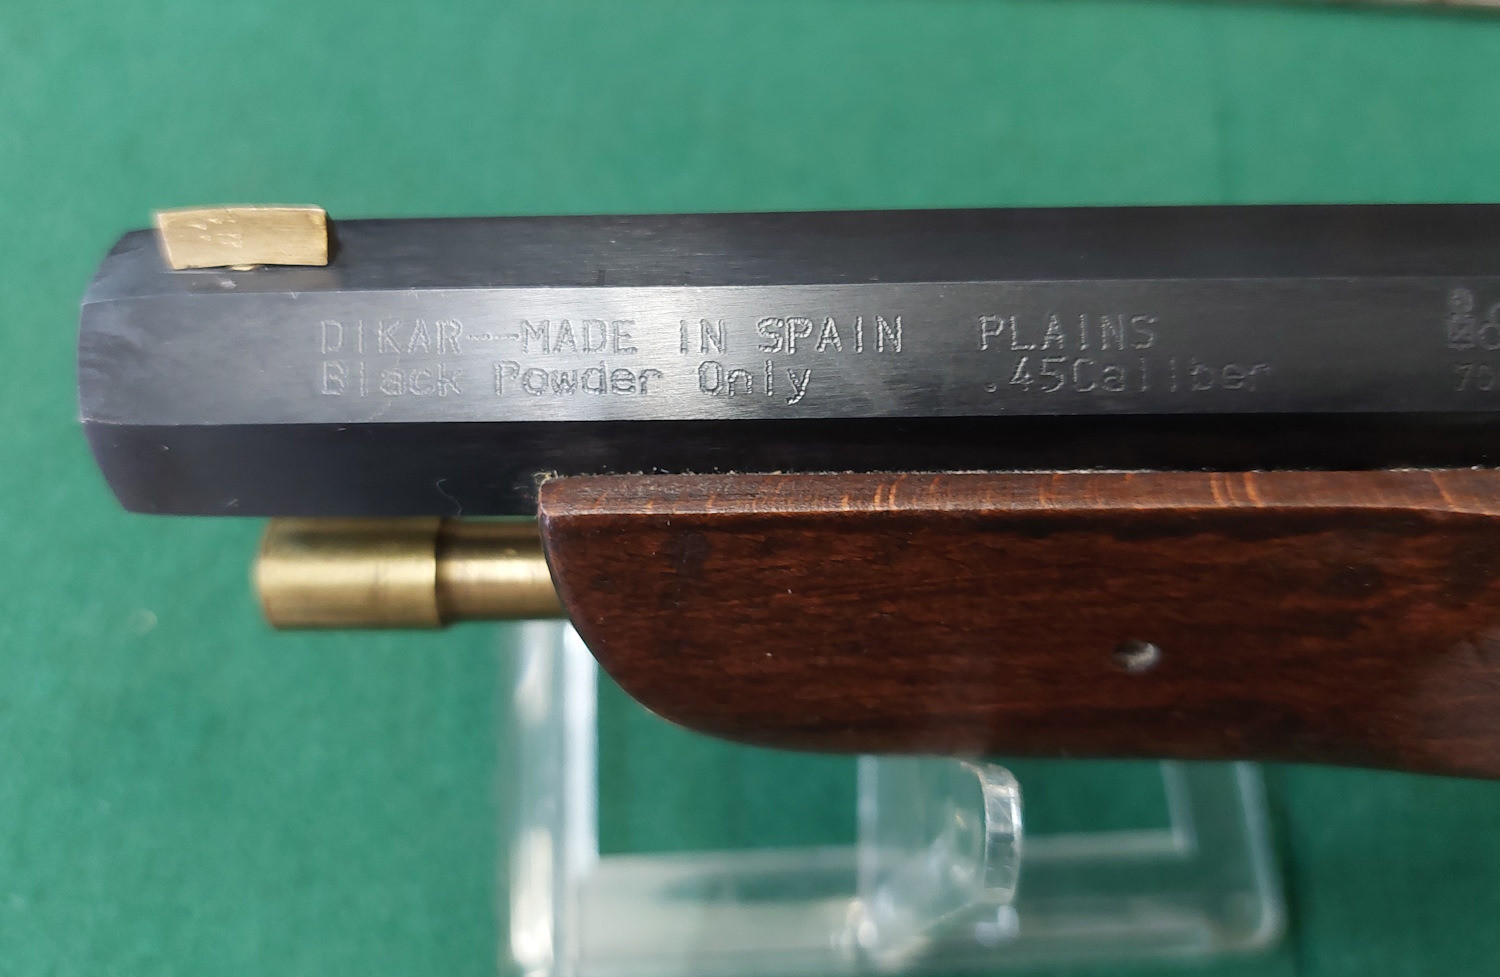 DIKAR---MADE IN SPAIN PLAINS
Black Powder Only .45Caliber